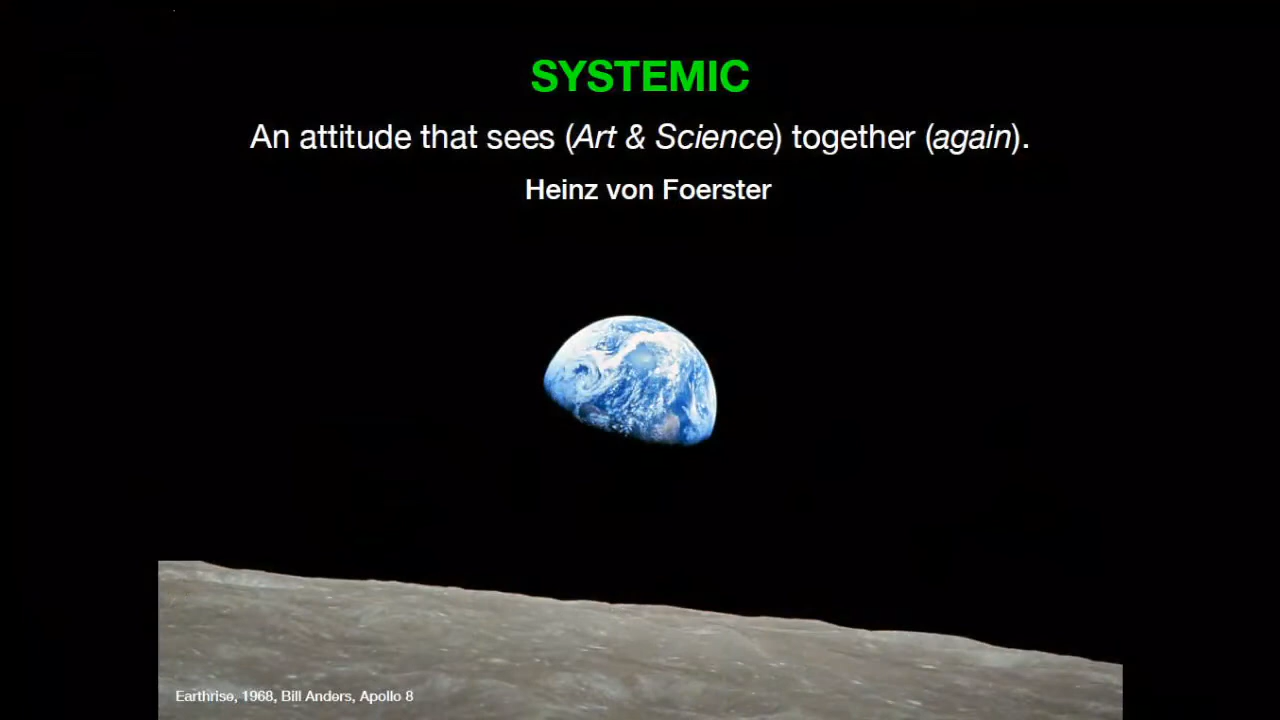 SYSTEMIC
An attitude that sees (Art & Science) together (again).
Heinz von Foerster
Earthrise, 1968, Bill Anders, Apollo 8